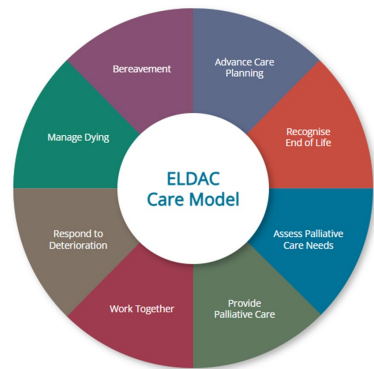 ELDAC
Care Model
Advance Care
Planning
Recognise
End of Life
Assess Palliative
Care Needs
Provide
Palliative Care
Work Together
Respond to
Deterioration
Manage Dying
Bereavement